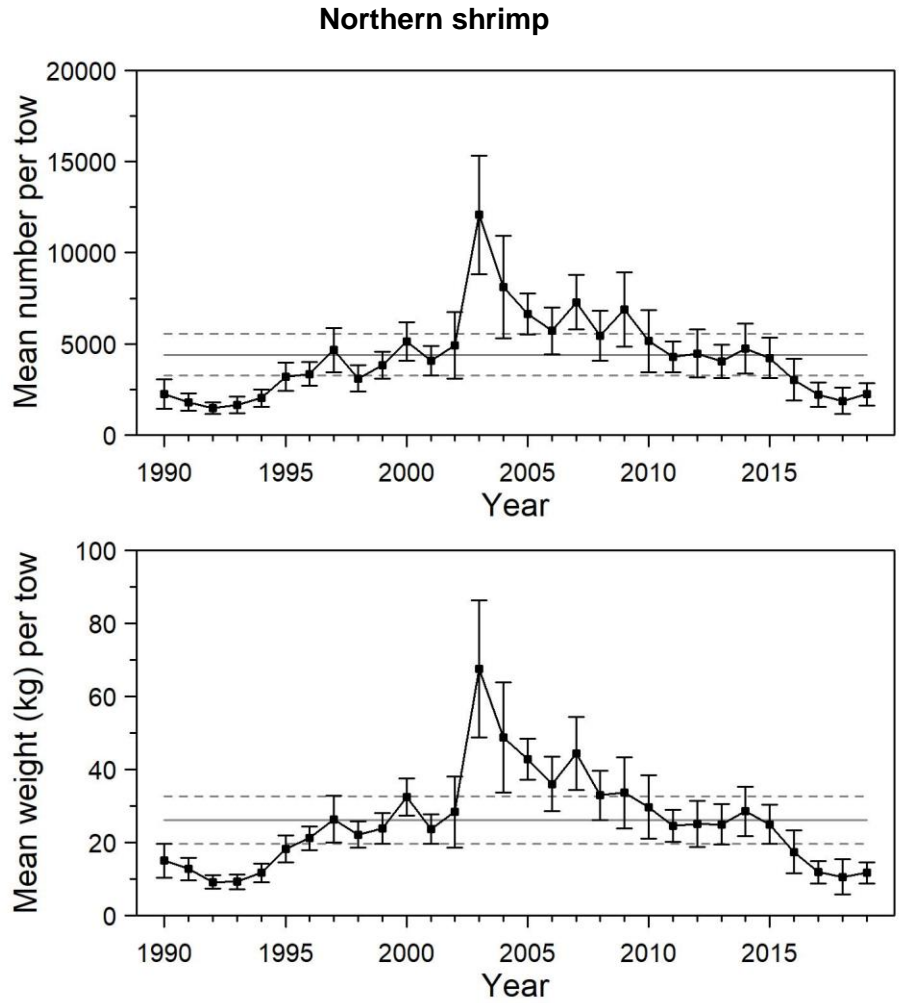 Northern shrimp
Mean number per tow
20000
15000
10000
5000
0
1990 1995 2000 2005 2010 2015
Year
Mean weight (kg) per tow
100
80
60
40
20
0
1990 1995 2000 2005 2010 2015
Year